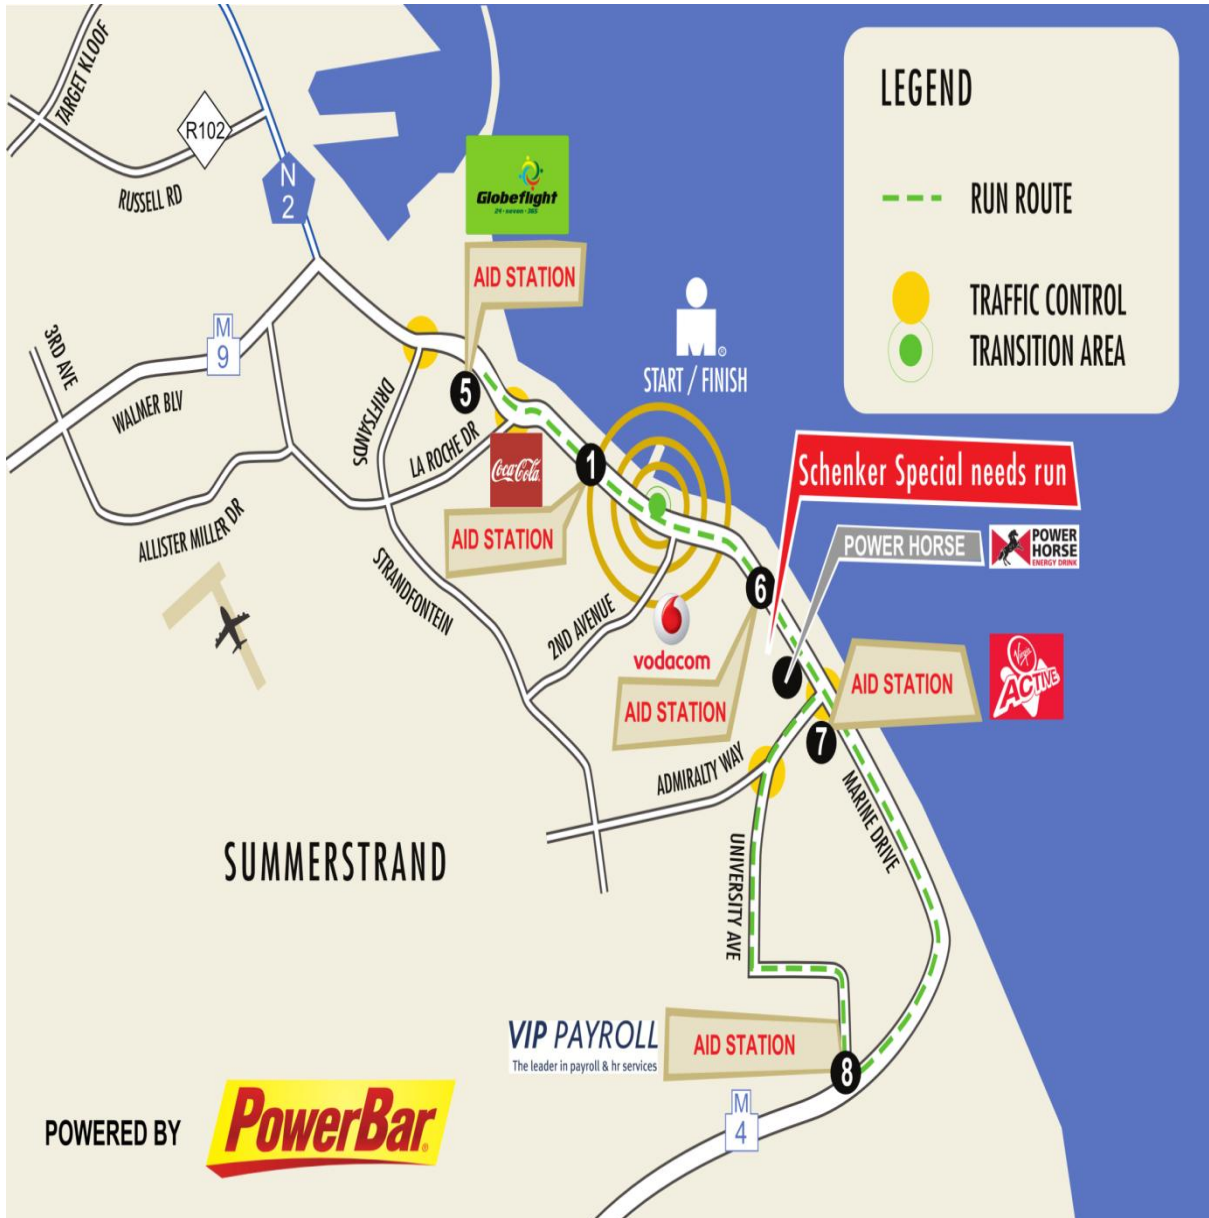 TARGET KLOOF
R102
RUSSELL RD
N
2
Globeflight
24 - seven - 365
AID STATION
LEGEND
RUN ROUTE
TRAFFIC CONTROL
TRANSITION AREA
START / FINISH
3RD AVE
M
9
WALMER BLV
DRIFTSANDS
5
LA ROCHE DR
Coca-Cola
1
AID STATION
ALLISTER MILLER DR
STRANDFONTEIN
2ND AVENUE
Schenker Special needs run
POWER HORSE
POWER
HORSE
ENERGY DRINK
6
vodacom
AID STATION
AID STATION
Virgin
ACTIVE
7
ADMIRALTY WAY
MARINE DRIVE
UNIVERSITY AVE
SUMMERSTRAND
VIP PAYROLL
The leader in payroll & hr services
AID STATION
8
M
4
POWERED BY
PowerBar